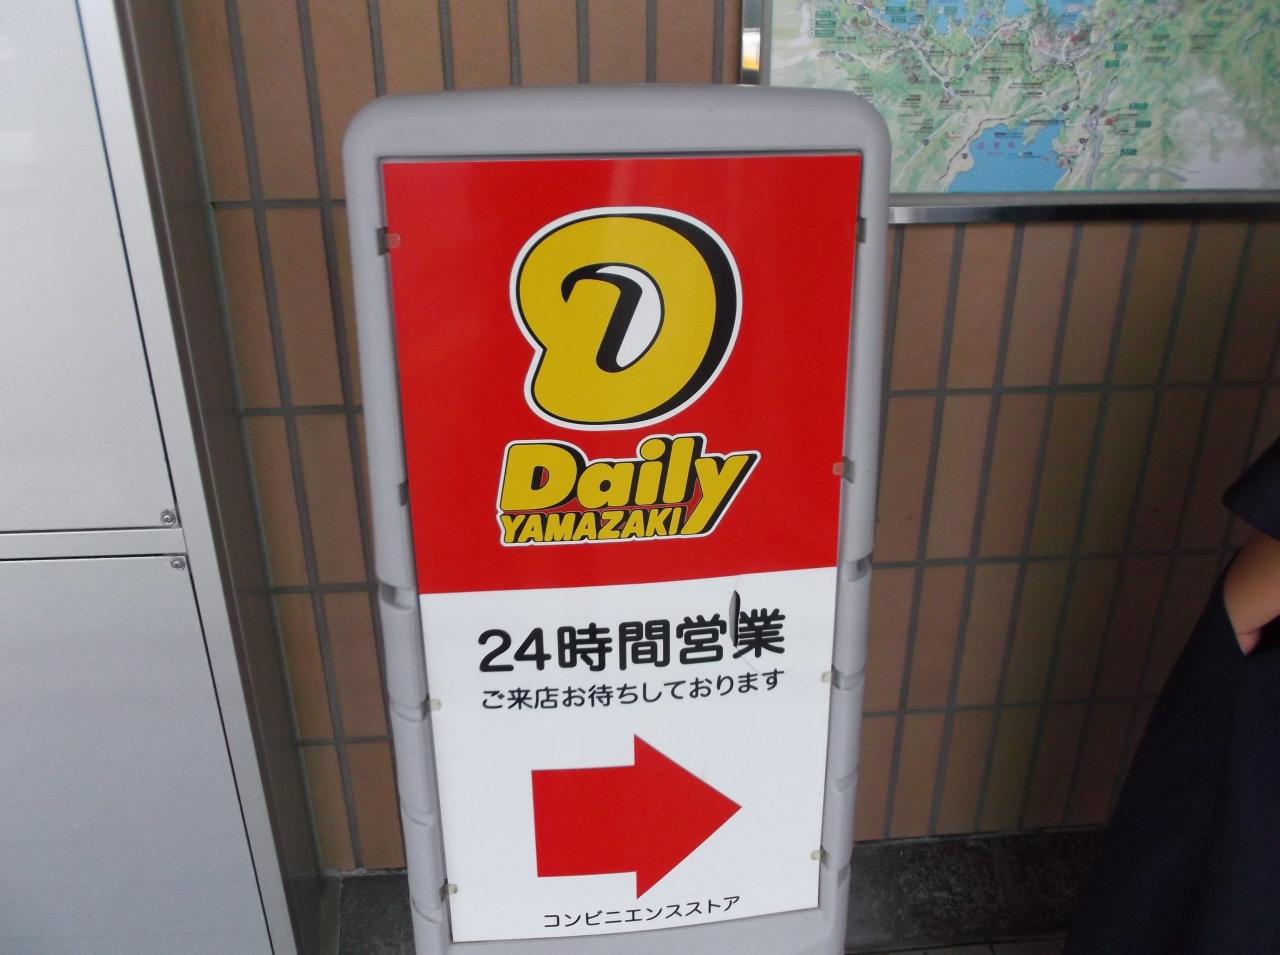 D
Daily
YAMAZAKI
24時間営業
ご来店お待ちしております
コンビニエンスストア